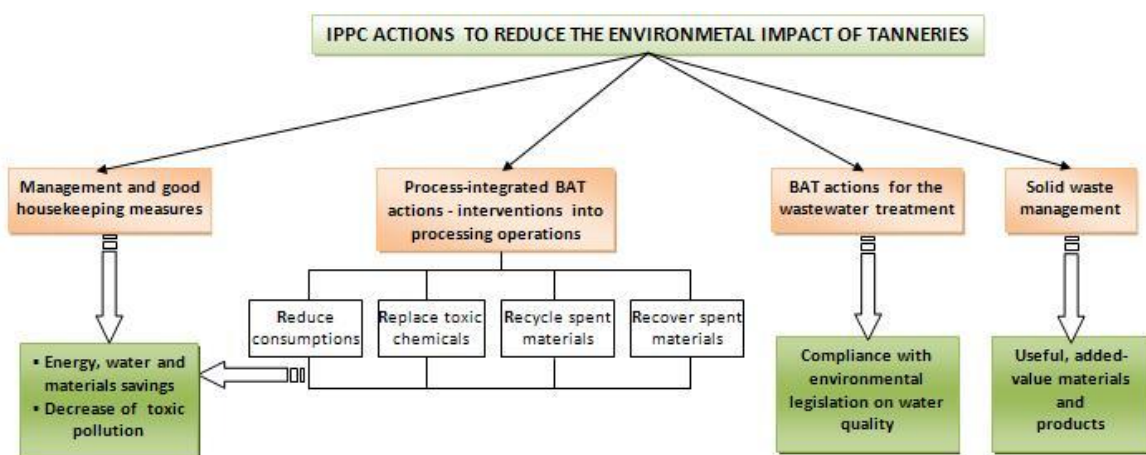 IPPC ACTIONS TO REDUCE THE ENVIRONMETAL IMPACT OF TANNERIES
Management and good
housekeeping measures
Process-integrated BAT
actions - interventions into
processing operations
BAT actions for the
wastewater treatment
Solid waste
management
Reduce
consumptions
Replace toxic
chemicals
Recycle spent
materials
Recover spent
materials
▪ Energy, water and
materials savings
▪ Decrease of toxic
pollution
Compliance with
environmental
legislation on water
quality
Useful, added-
value materials
and
products